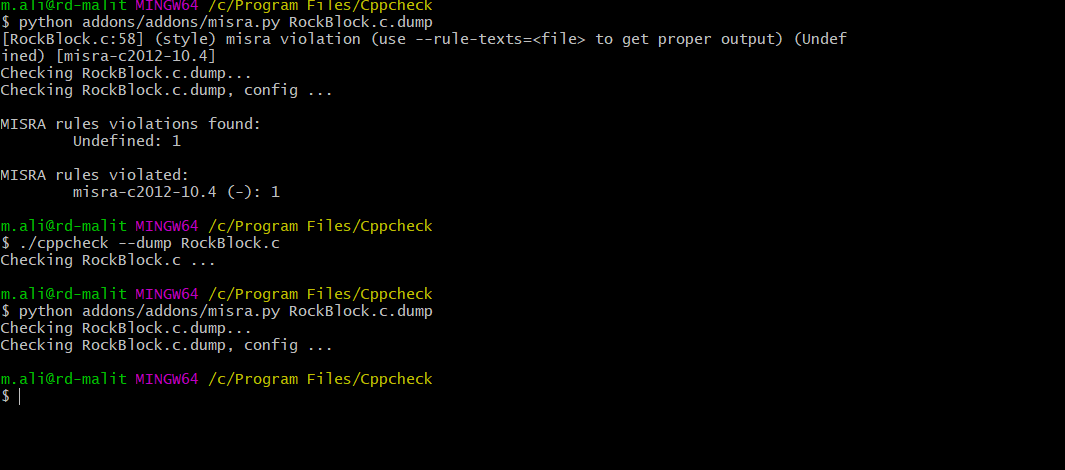 m.ali@rd-malit MINGW64 /c/Program Files/Cppcheck
$ python addons/addons/misra.py RockBlock.c.dump
[RockBlock.c:58] (style) misra violation (use --rule-texts=<file> to get proper output) (Undef
ined) [misra-c2012-10.4]
Checking RockBlock.c.dump...
Checking RockBlock.c.dump, config ...
MISRA rules violations found:
Undefined: 1
MISRA rules violated:
misra-c2012-10.4 (-): 1
m.ali@rd-malit MINGW64 /c/Program Files/Cppcheck
$ ./cppcheck --dump RockBlock.c
Checking RockBlock.c ...
m.ali@rd-malit MINGW64 /c/Program Files/Cppcheck
$ python addons/addons/misra.py RockBlock.c.dump
Checking RockBlock.c.dump...
Checking RockBlock.c.dump, config ...
m.ali@rd-malit MINGW64 /c/Program Files/Cppcheck
$